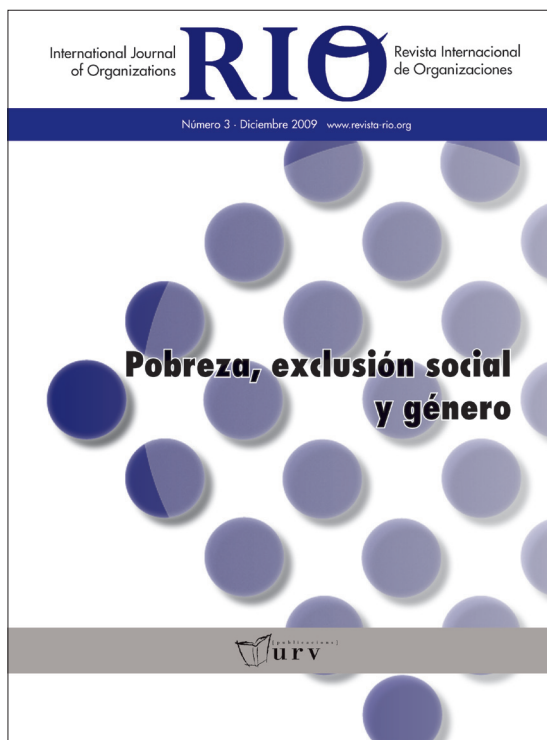 International Journal
of Organizations
RIO
Revista Internacional
de Organizaciones
Número 3 - Diciembre 2009 www.revista-rio.org
Pobreza, exclusión social
y género
[publicacions]
urv